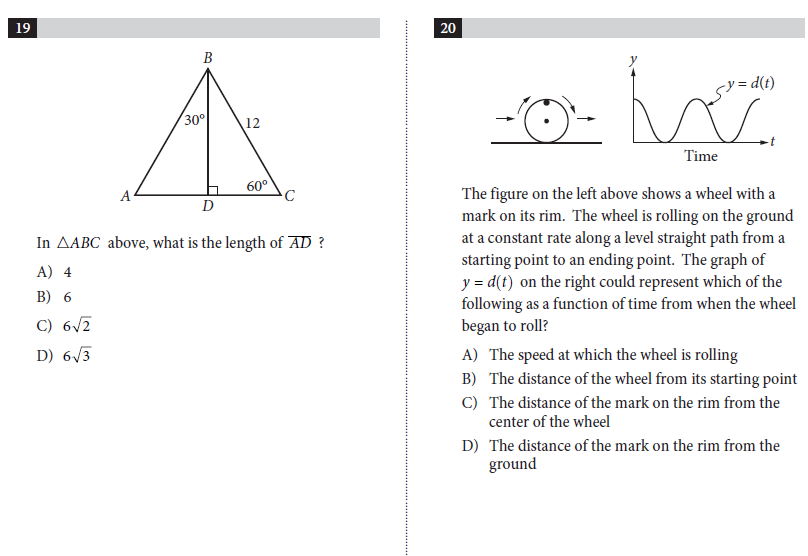 19
B
30°
12
60°
A
C
D
In △ABC above, what is the length of A̅D̅ ?
A) 4
B) 6
C) 6√2
D) 6√3
20
y
y = d(t)
t
Time
The figure on the left above shows a wheel with a
mark on its rim. The wheel is rolling on the ground
at a constant rate along a level straight path from a
starting point to an ending point. The graph of
y = d(t) on the right could represent which of the
following as a function of time from when the wheel
began to roll?
A) The speed at which the wheel is rolling
B) The distance of the wheel from its starting point
C) The distance of the mark on the rim from the
center of the wheel
D) The distance of the mark on the rim from the
ground